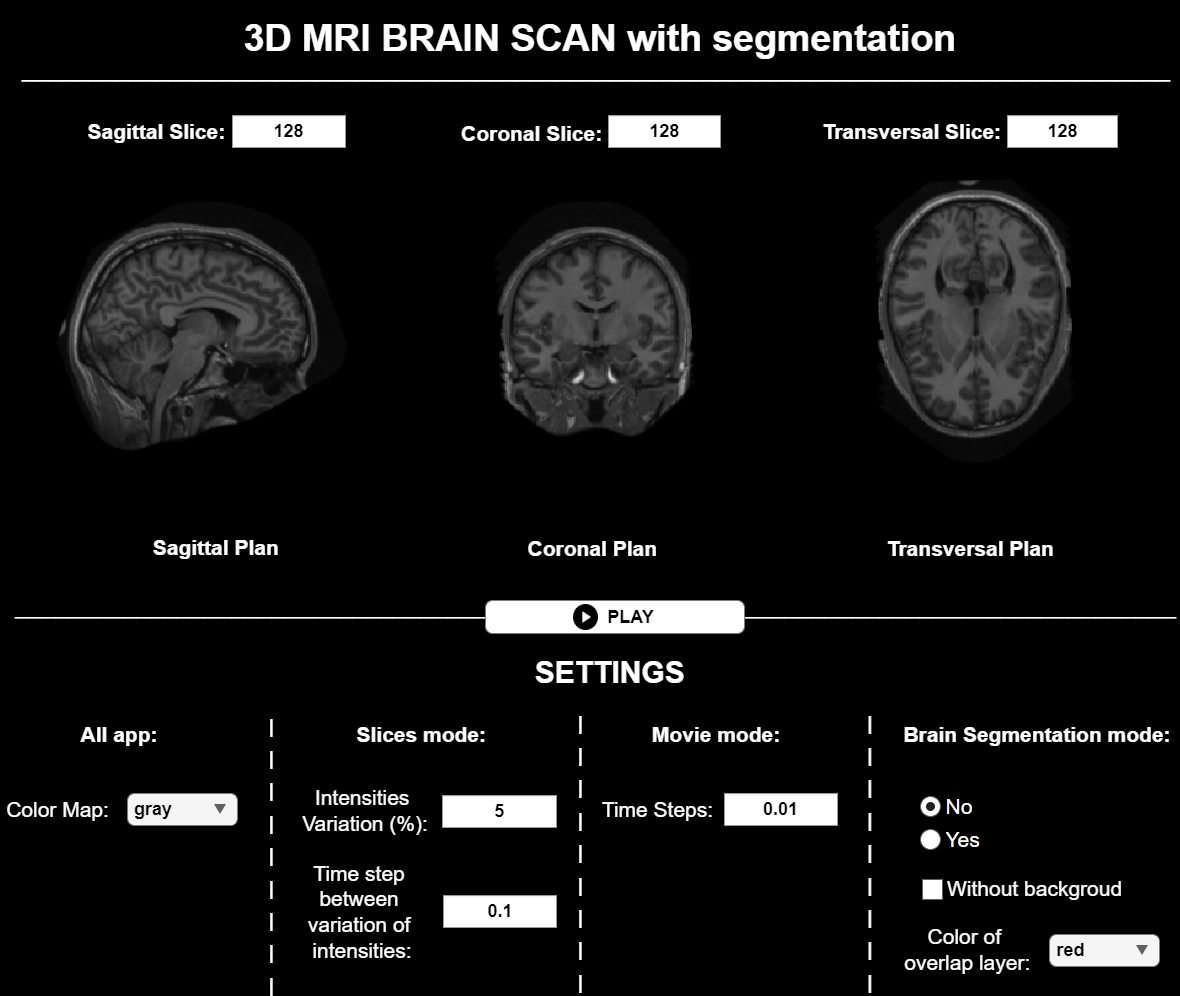 3D MRI BRAIN SCAN with segmentation
Sagittal Slice: 128
Coronal Slice: 128
Transversal Slice: 128
Sagittal Plan
Coronal Plan
Transversal Plan
PLAY
SETTINGS
All app:
Color Map: gray
Slices mode:
Intensities
Variation (%): 5
Time step
between
variation of
intensities: 0.1
Movie mode:
Time Steps: 0.01
Brain Segmentation mode:
No
Yes
Without backgroud
Color of
overlap layer: red